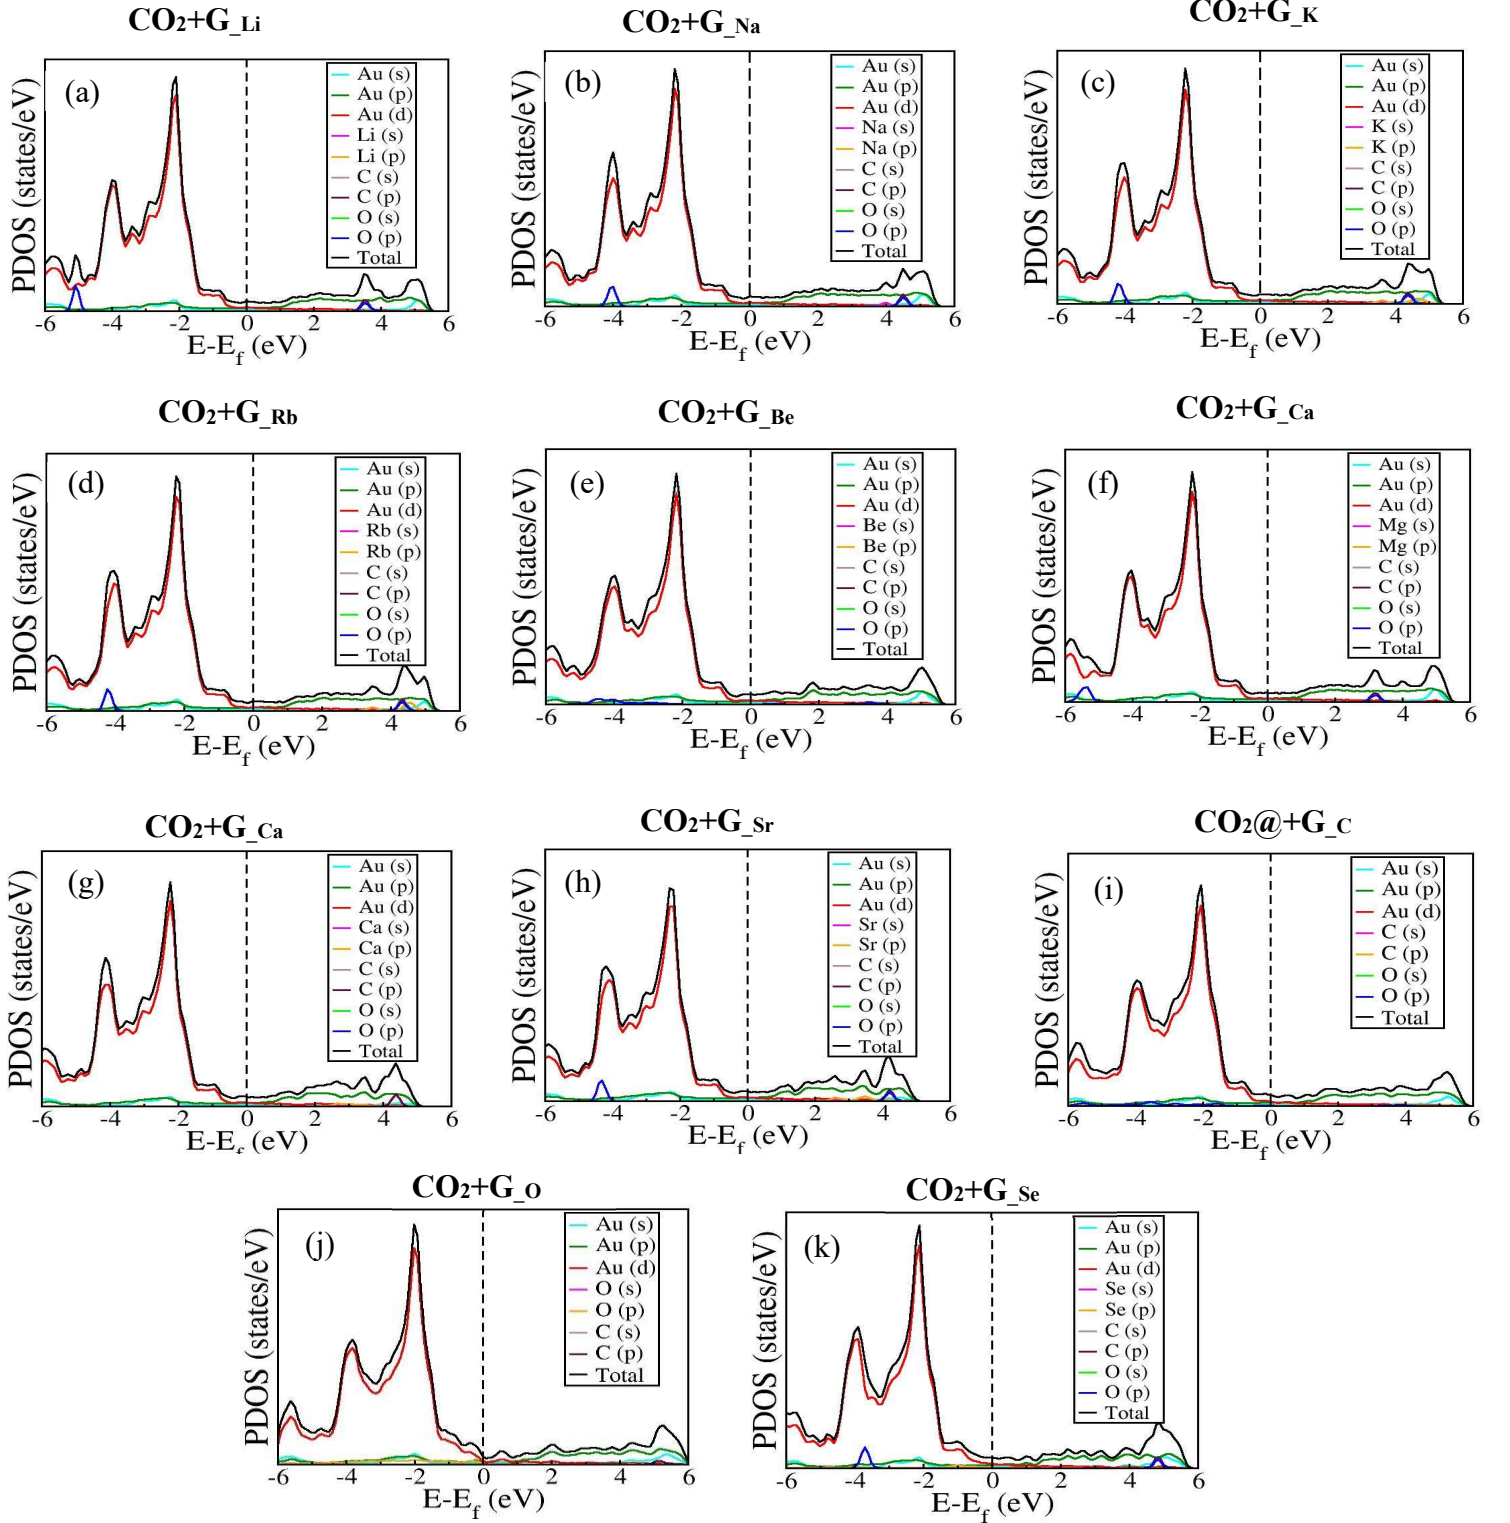 CO2+G_Li
(a)
PDOS (states/eV)
Au (s)
Au (p)
Au (d)
Li (s)
Li (p)
C (s)
C (p)
O (s)
O (p)
Total
-6 -4 -2 0 2 4 6
E-Ef (eV)
CO2+G_Na
(b)
PDOS (states/eV)
Au (s)
Au (p)
Au (d)
Na (s)
Na (p)
C (s)
C (p)
O (s)
O (p)
Total
-6 -4 -2 0 2 4 6
E-Ef (eV)
CO2+G_K
(c)
PDOS (states/eV)
Au (s)
Au (p)
Au (d)
K (s)
K (p)
C (s)
C (p)
O (s)
O (p)
Total
-6 -4 -2 0 2 4 6
E-Ef (eV)
CO2+G_Rb
(d)
PDOS (states/eV)
Au (s)
Au (p)
Au (d)
Rb (s)
Rb (p)
C (s)
C (p)
O (s)
O (p)
Total
-6 -4 -2 0 2 4 6
E-Ef (eV)
CO2+G_Be
(e)
PDOS (states/eV)
Au (s)
Au (p)
Au (d)
Be (s)
Be (p)
C (s)
C (p)
O (s)
O (p)
Total
-6 -4 -2 0 2 4 6
E-Ef (eV)
CO2+G_Ca
(f)
PDOS (states/eV)
Au (s)
Au (p)
Au (d)
Mg (s)
Mg (p)
C (s)
C (p)
O (s)
O (p)
Total
-6 -4 -2 0 2 4 6
E-Ef (eV)
CO2+G_Ca
(g)
PDOS (states/eV)
Au (s)
Au (p)
Au (d)
Ca (s)
Ca (p)
C (s)
C (p)
O (s)
O (p)
Total
-6 -4 -2 0 2 4 6
E-Ef (eV)
CO2+G_Sr
(h)
PDOS (states/eV)
Au (s)
Au (p)
Au (d)
Sr (s)
Sr (p)
C (s)
C (p)
O (s)
O (p)
Total
-6 -4 -2 0 2 4 6
E-Ef (eV)
CO2@+G_C
(i)
PDOS (states/eV)
Au (s)
Au (p)
Au (d)
C (s)
C (p)
O (s)
O (p)
Total
-6 -4 -2 0 2 4 6
E-Ef (eV)
CO2+G_O
(j)
PDOS (states/eV)
Au (s)
Au (p)
Au (d)
O (s)
O (p)
C (s)
C (p)
Total
-6 -4 -2 0 2 4 6
E-Ef (eV)
CO2+G_Se
(k)
PDOS (states/eV)
Au (s)
Au (p)
Au (d)
Se (s)
Se (p)
C (s)
C (p)
O (s)
O (p)
Total
-6 -4 -2 0 2 4 6
E-Ef (eV)